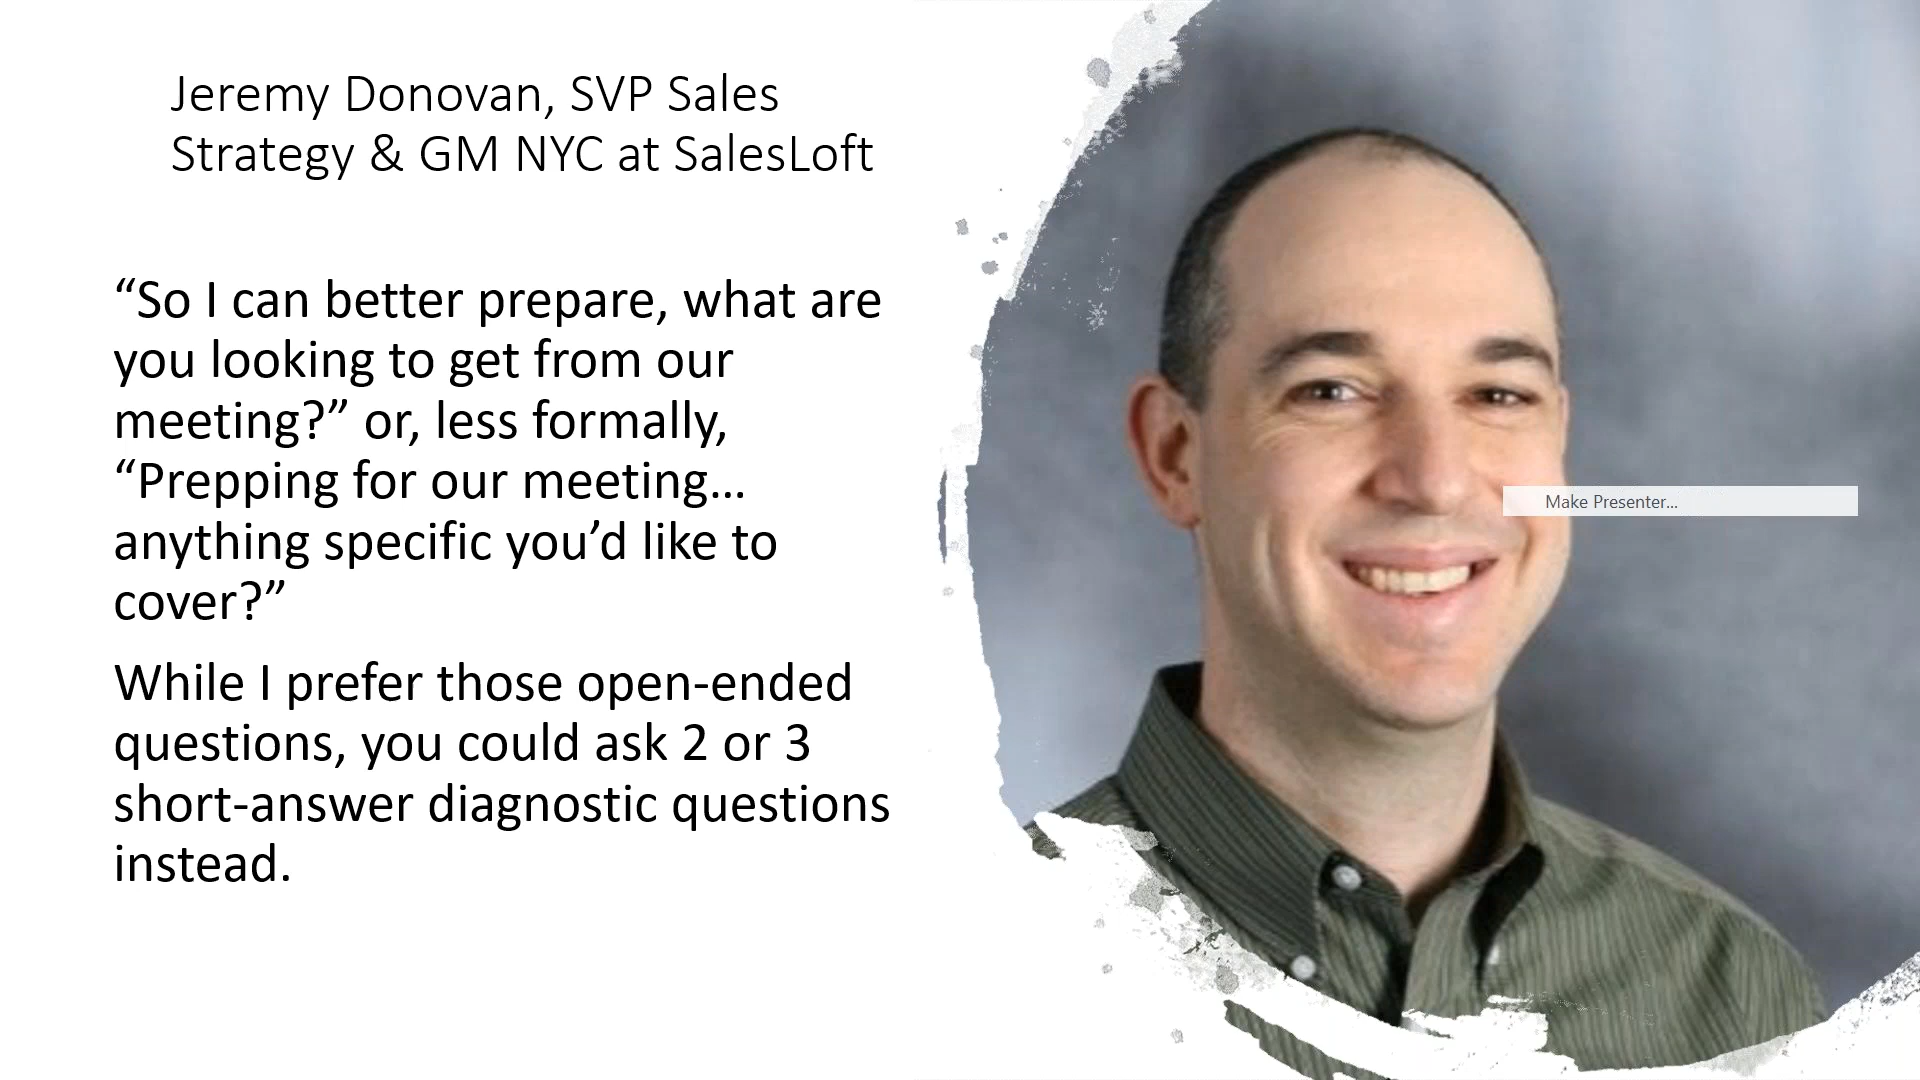 Jeremy Donovan, SVP Sales
Strategy & GM NYC at SalesLoft
“So I can better prepare, what are
you looking to get from our
meeting?” or, less formally,
“Prepping for our meeting…
anything specific you’d like to
cover?”
While I prefer those open-ended
questions, you could ask 2 or 3
short-answer diagnostic questions
instead.
Make Presenter...